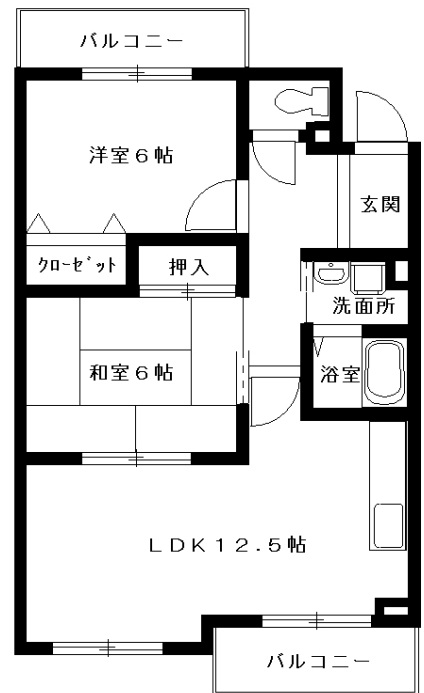 バルコニー
洋室６帖
玄関
クローゼット
押入
洗面所
和室６帖
浴室
ＬＤＫ１２.５帖
バルコニー